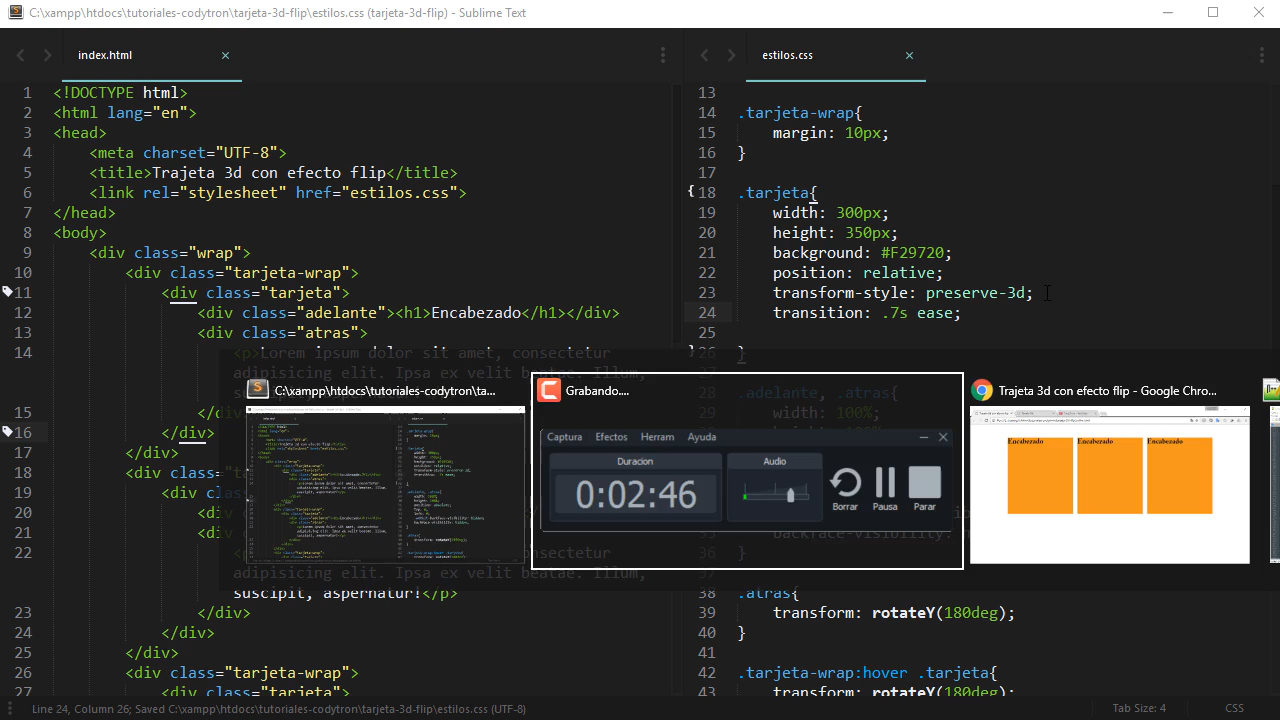 C:\xampp\htdocs\tutoriales-codytron\tarjeta-3d-flip\estilos.css (tarjeta-3d-flip) - Sublime Text
index.html
1 <!DOCTYPE html>
2 <html lang="en">
3 <head>
4 <meta charset="UTF-8">
5 <title>Trajeta 3d con efecto flip</title>
6 <link rel="stylesheet" href="estilos.css">
7 </head>
8 <body>
9 <div class="wrap">
10 <div class="tarjeta-wrap">
11 <div class="tarjeta">
12 <div class="adelante"><h1>Encabezado</h1></div>
13 <div class="atras">
14 <p>Lorem ipsum dolor sit amet, consectetur
adipisicing elit. Ipsa ex velit beatae. Illum,
15 </di
16 </div>
17 </div>
18 <div class="t
19 <div clas
20 <d
21 <d
22
adipisicing elit. Ipsa ex velit beatae. Illum,
suscipit, aspernatur!</p>
23 </div>
24 </div>
25 </div>
26 <div class="tarjeta-wrap">
27 <div class="tarjeta">
estilos.css
13
14 .tarjeta-wrap{
15 margin: 10px;
16 }
17
18 .tarjeta{
19 width: 300px;
20 height: 350px;
21 background: #F29720;
22 position: relative;
23 transform-style: preserve-3d;
24 transition: .7s ease;
25
26 }
28 .adelante, .atras{
29 width: 100%;
backface-visibility:
36 }
37
38 .atras{
39 transform: rotateY(180deg);
40 }
41
42 .tarjeta-wrap:hover .tarjeta{
43 transform: rotateY(180deg);
C:\xampp\htdocs\tutoriales-codytron\ta...
Grabando....
Captura Efectos Herram Ayuda
Duracion
0:02:46
Audio
Borrar Pausa Parar
Trajeta 3d con efecto flip - Google Chro...
Encabezado Encabezado Encabezado
Line 24, Column 26; Saved C:\xampp\htdocs\tutoriales-codytron\tarjeta-3d-flip\estilos.css (UTF-8)
Tab Size: 4
CSS